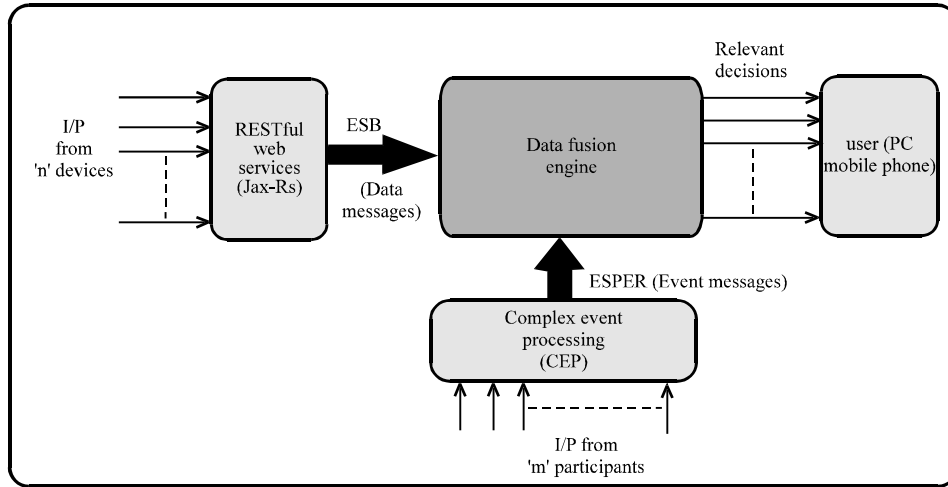 I/P
from
'n' devices
RESTful
web
services
(Jax-Rs)
ESB
(Data
messages)
Data fusion
engine
Relevant
decisions
user (PC
mobile phone)
ESPER (Event messages)
Complex event
processing
(CEP)
I/P from
'm' participants